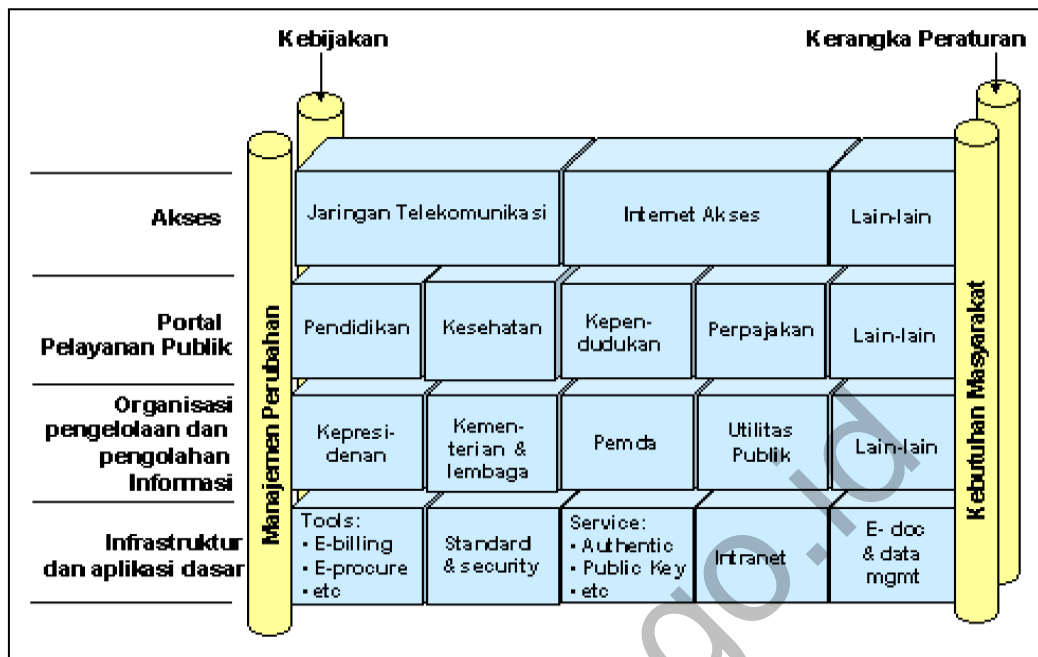 Kebijakan
Kerangka Peraturan
Manajemen Perubahan
Kebutuhan Masyarakat
Akses
Jaringan Telekomunikasi
Internet Akses
Lain-lain
Portal
Pelayanan Publik
Pendidikan
Kesehatan
Kepen-
dudukan
Perpajakan
Lain-lain
Organisasi
pengelolaan dan
pengolahan
Informasi
Kepresi-
denan
Kemen-
terian &
lembaga
Pemda
Utilitas
Publik
Lain-lain
Infrastruktur
dan aplikasi dasar
Tools:
• E-billing
• E-procure
• etc
Standard
& security
Service:
• Authentic
• Public Key
• etc
Intranet
E- doc
& data
mgmt
go.id